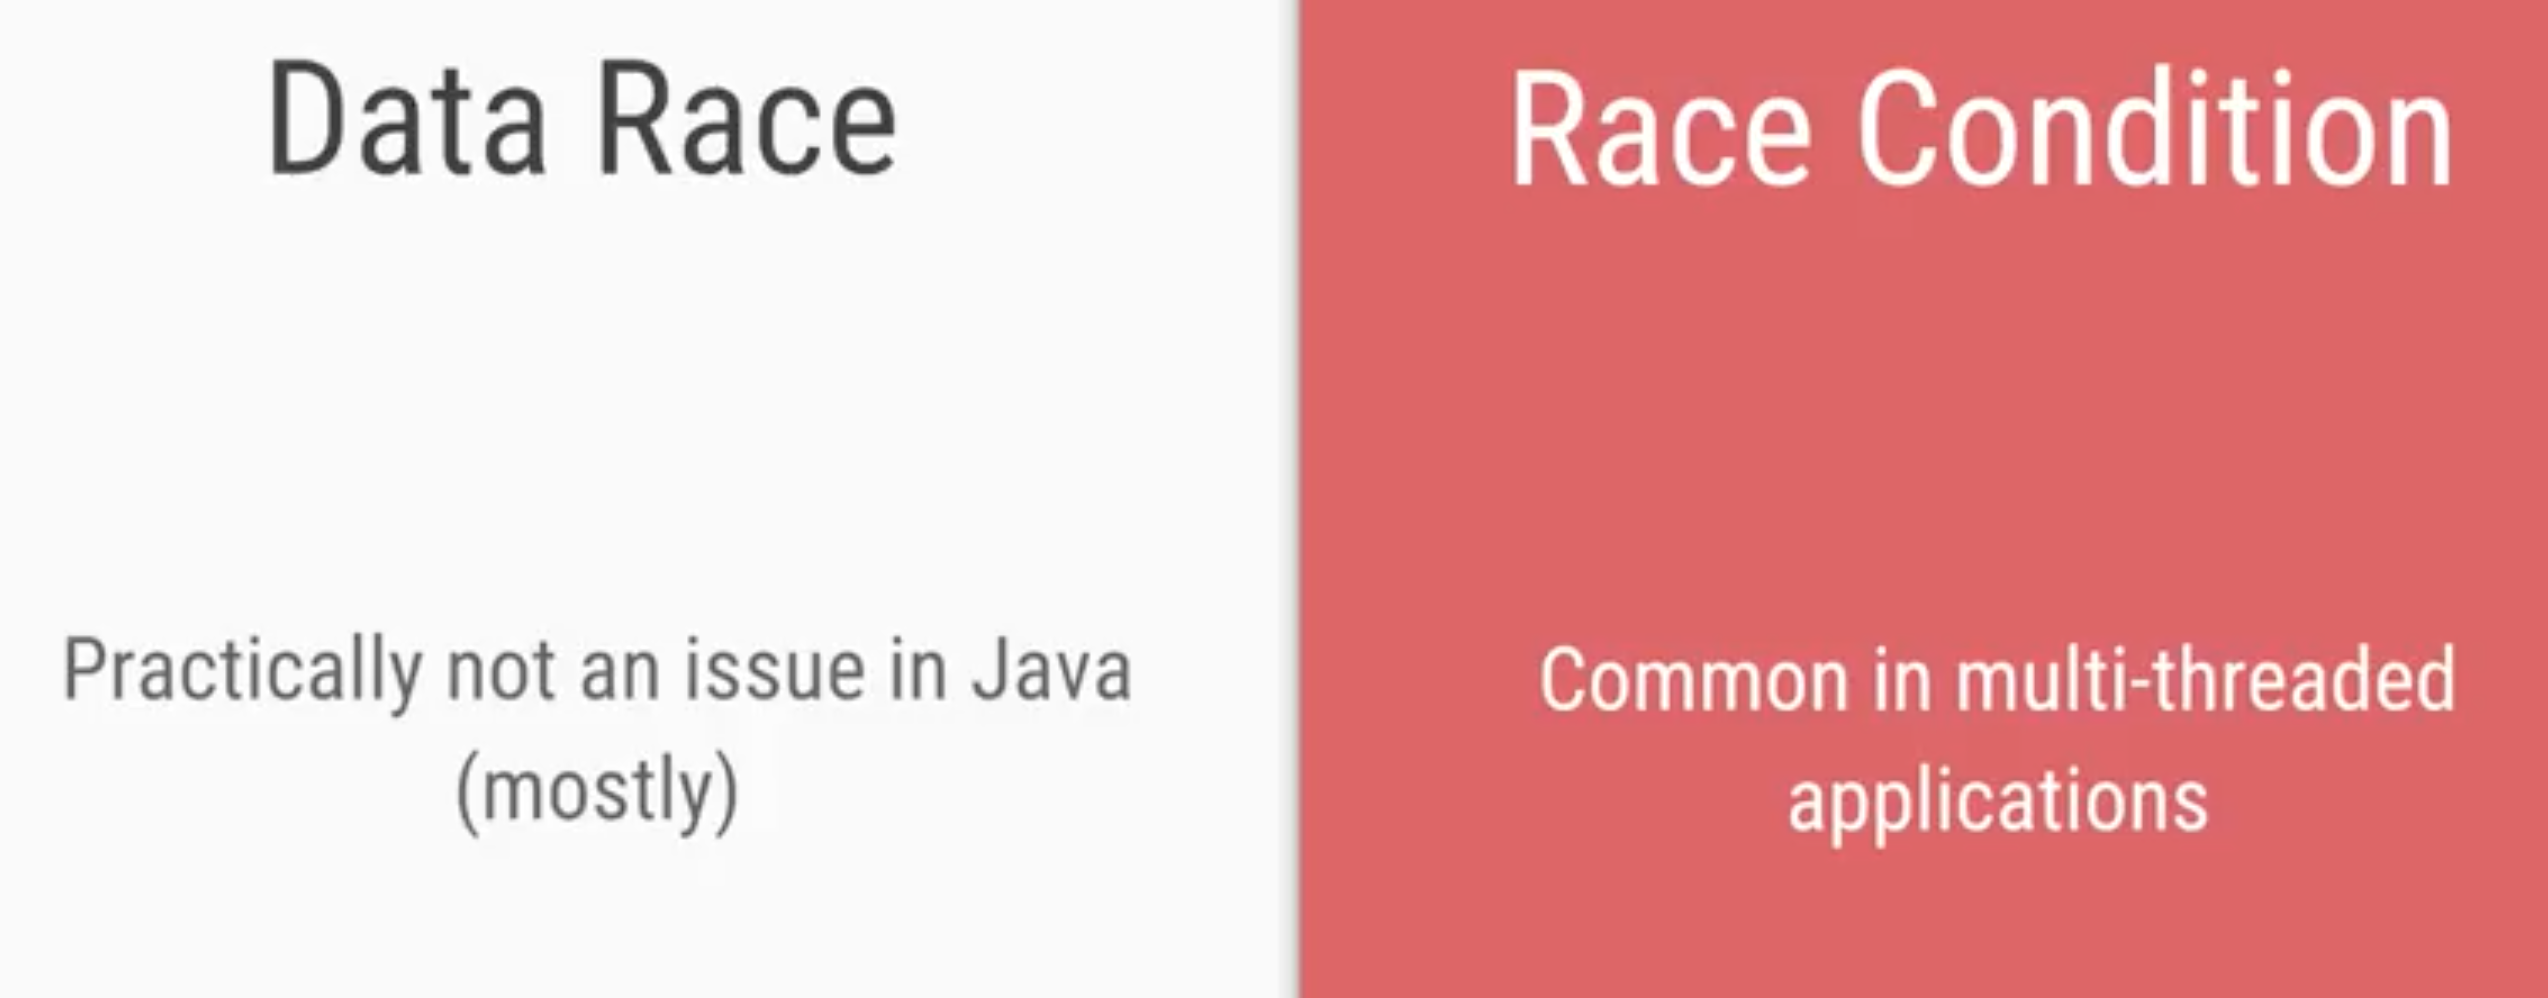 Data Race
Practically not an issue in Java
(mostly)
Race Condition
Common in multi-threaded
applications